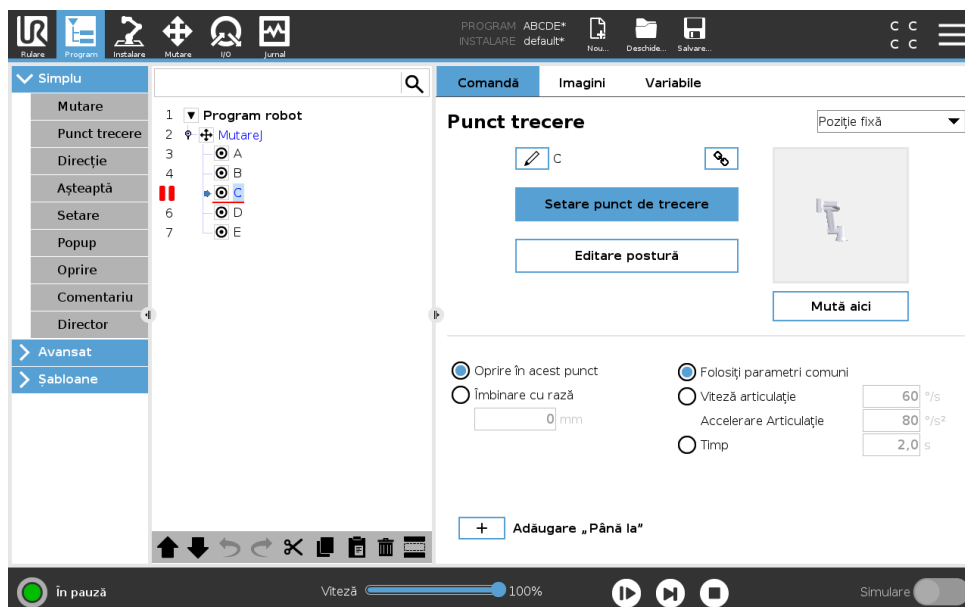 PROGRAM ABCDE*
INSTALARE default*
C C
C C
Rulare Program Instalare Mutare I/O Jurnal Nou... Deschide... Salvare...
Simplu
Mutare
Punct trecere
Direcție
Așteaptă
Setare
Popup
Oprire
Comentariu
Director
Avansat
Șabloane
1 Program robot
2 MutareJ
3 A
4 B
C
6 D
7 E
Comandă Imagini Variabile
Punct trecere
Poziție fixă
C
Setare punct de trecere
Editare postură
Mută aici
Oprire în acest punct
Îmbinare cu rază
0 mm
Folosiți parametri comuni
Viteză articulație 60 °/s
Accelerare Articulație 80 °/s²
Timp 2,0 s
+ Adăugare „Până la”
În pauză
Viteză 100%
Simulare